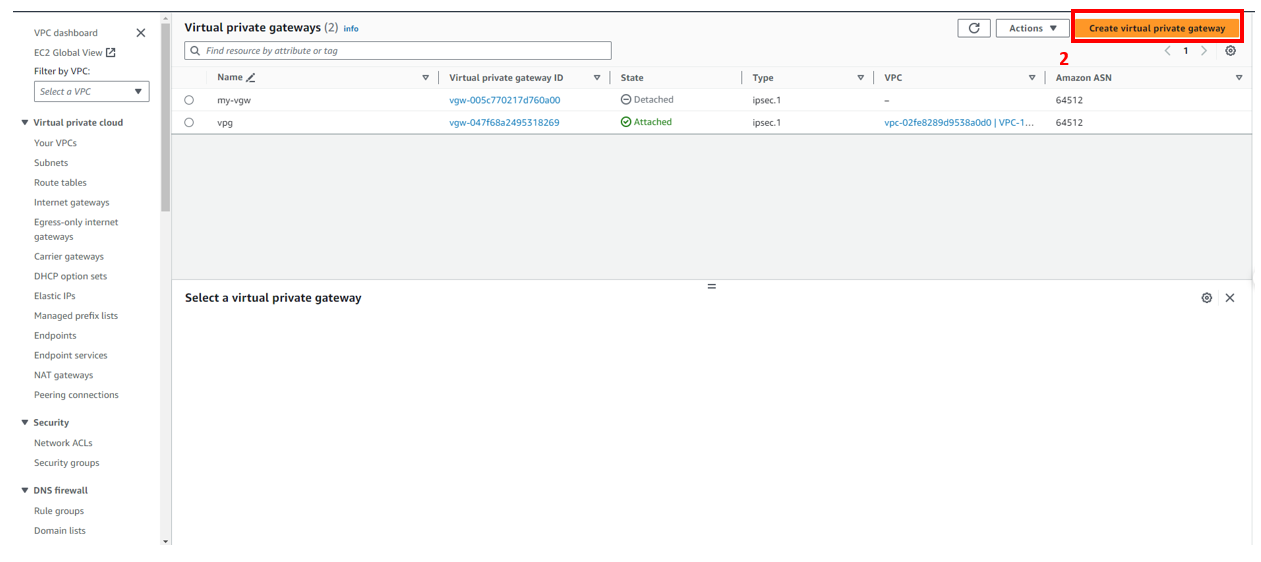 VPC dashboard
EC2 Global View
Filter by VPC:
Select a VPC
Virtual private cloud
Your VPCs
Subnets
Route tables
Internet gateways
Egress-only internet
gateways
Carrier gateways
DHCP option sets
Elastic IPs
Managed prefix lists
Endpoints
Endpoint services
NAT gateways
Peering connections
Security
Network ACLs
Security groups
DNS firewall
Rule groups
Domain lists
Virtual private gateways (2) Info
Actions
Create virtual private gateway
Find resource by attribute or tag
2
1
Name Virtual private gateway ID State Type VPC Amazon ASN
my-vgw vgw-005c770217d760a00 Detached ipsec.1 – 64512
vpg vgw-047f68a2495318269 Attached ipsec.1 vpc-02fe8289d9538a0d0 | VPC-1... 64512
Select a virtual private gateway